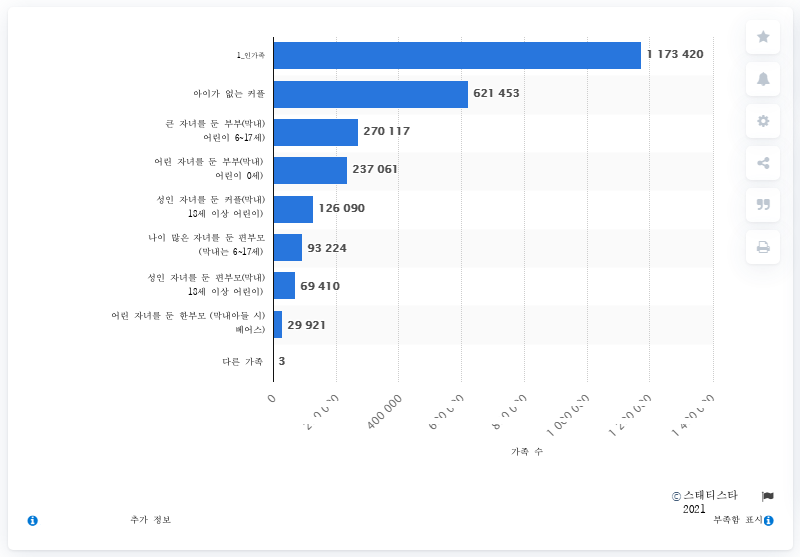 1_인가족
1 173 420
아이가 없는 커플
621 453
큰 자녀를 둔 부부(막내)
어린이 6~17세)
270 117
어린 자녀를 둔 부부(막내)
어린이 0세)
237 061
성인 자녀를 둔 커플(막내)
18세 이상 어린이)
126 090
나이 많은 자녀를 둔 편부모
(막내는 6~17세)
93 224
성인 자녀를 둔 편부모(막내)
18세 이상 어린이)
69 410
어린 자녀를 둔 한부모 (막내아들 시)
베어스)
29 921
다른 가족
3
0
400 000
가족 수
© 스태티스타
2021
추가 정보
부족함 표시